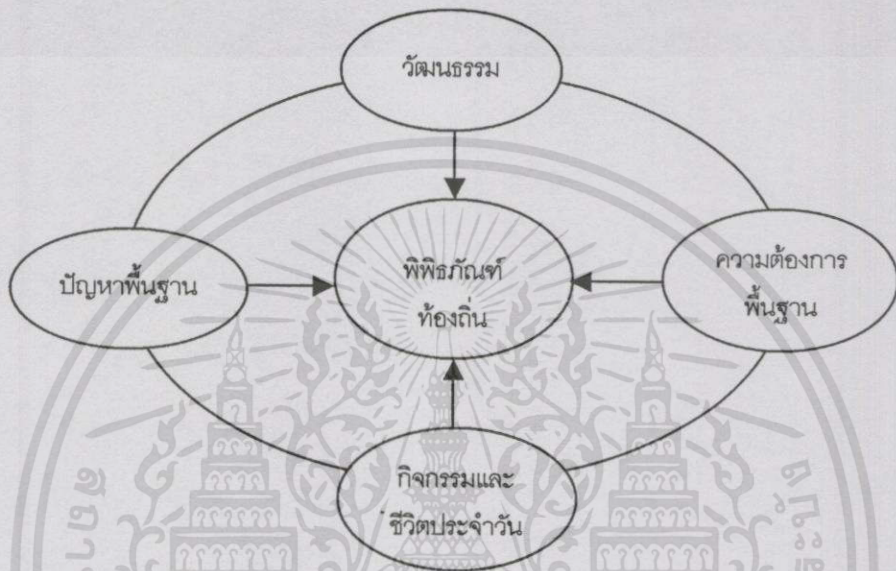 วัฒนธรรม
ปัญหาพื้นฐาน
พิพิธภัณฑ์
ท้องถิ่น
ความต้องการ
พื้นฐาน
กิจกรรมและ
ชีวิตประจำวัน